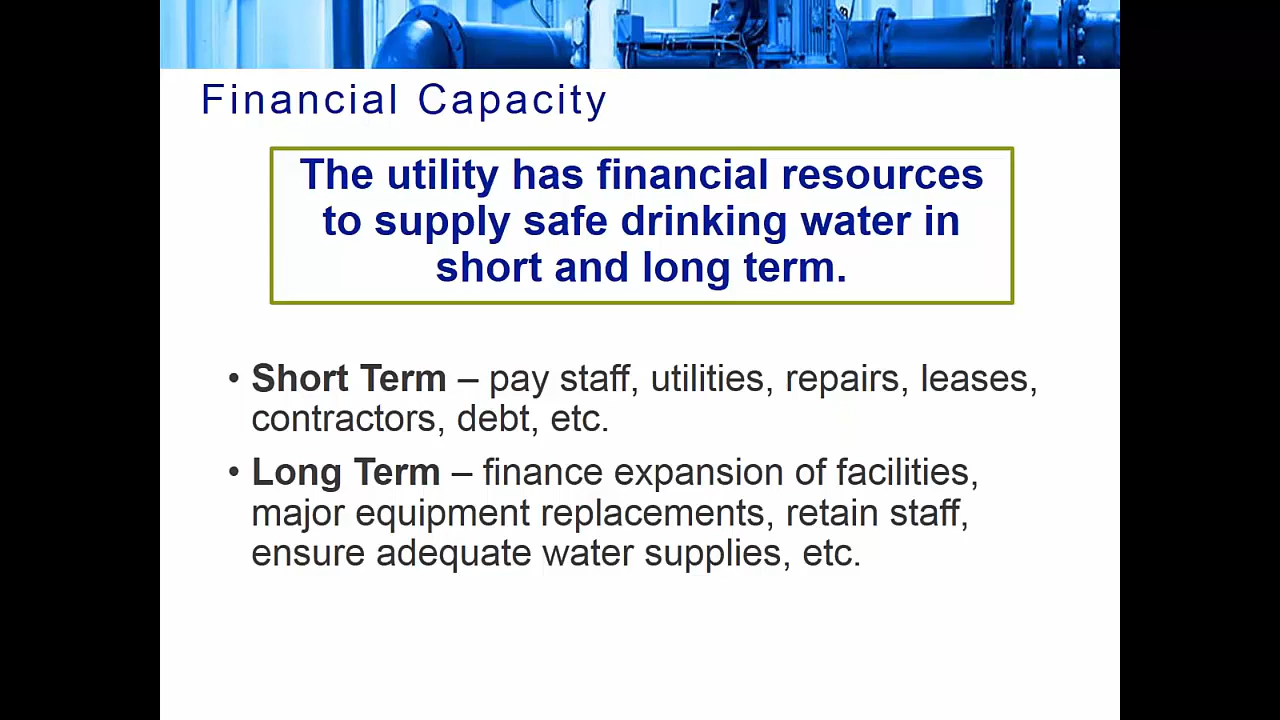 Financial Capacity
The utility has financial resources
to supply safe drinking water in
short and long term.
• Short Term – pay staff, utilities, repairs, leases,
contractors, debt, etc.
• Long Term – finance expansion of facilities,
major equipment replacements, retain staff,
ensure adequate water supplies, etc.